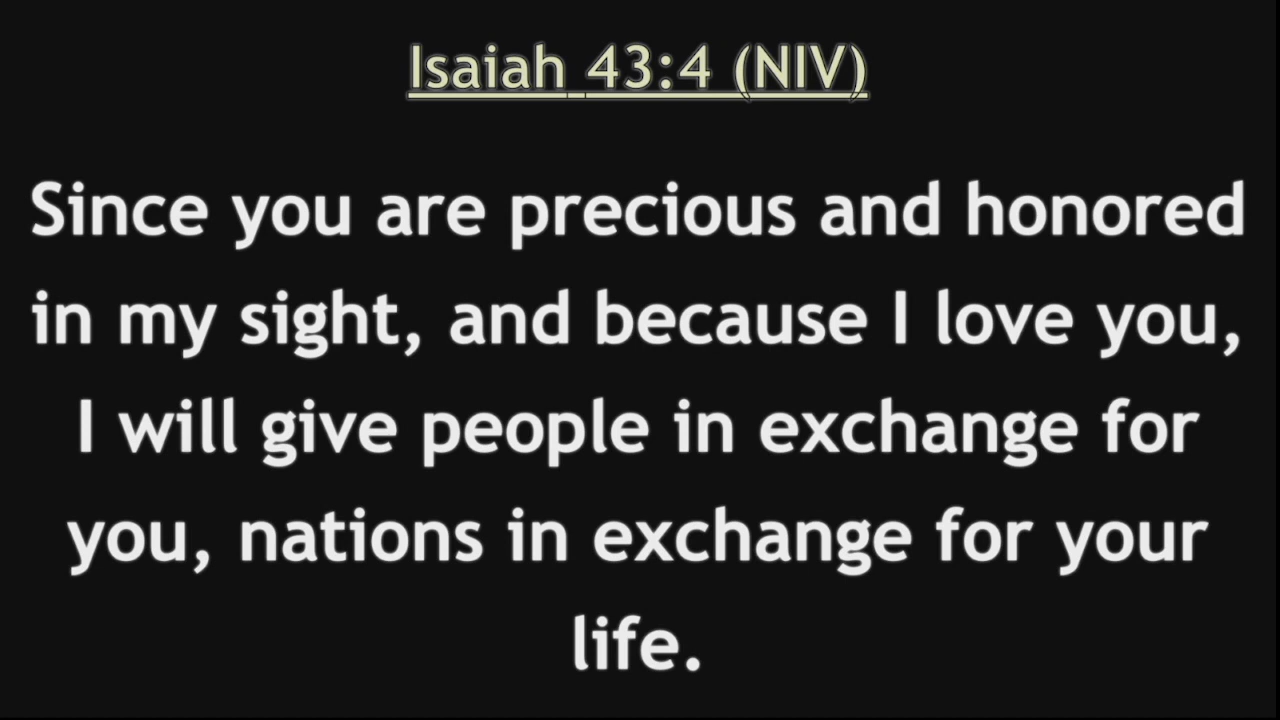 Isaiah 43:4 (NIV)
Since you are precious and honored
in my sight, and because I love you,
I will give people in exchange for
you, nations in exchange for your
life.